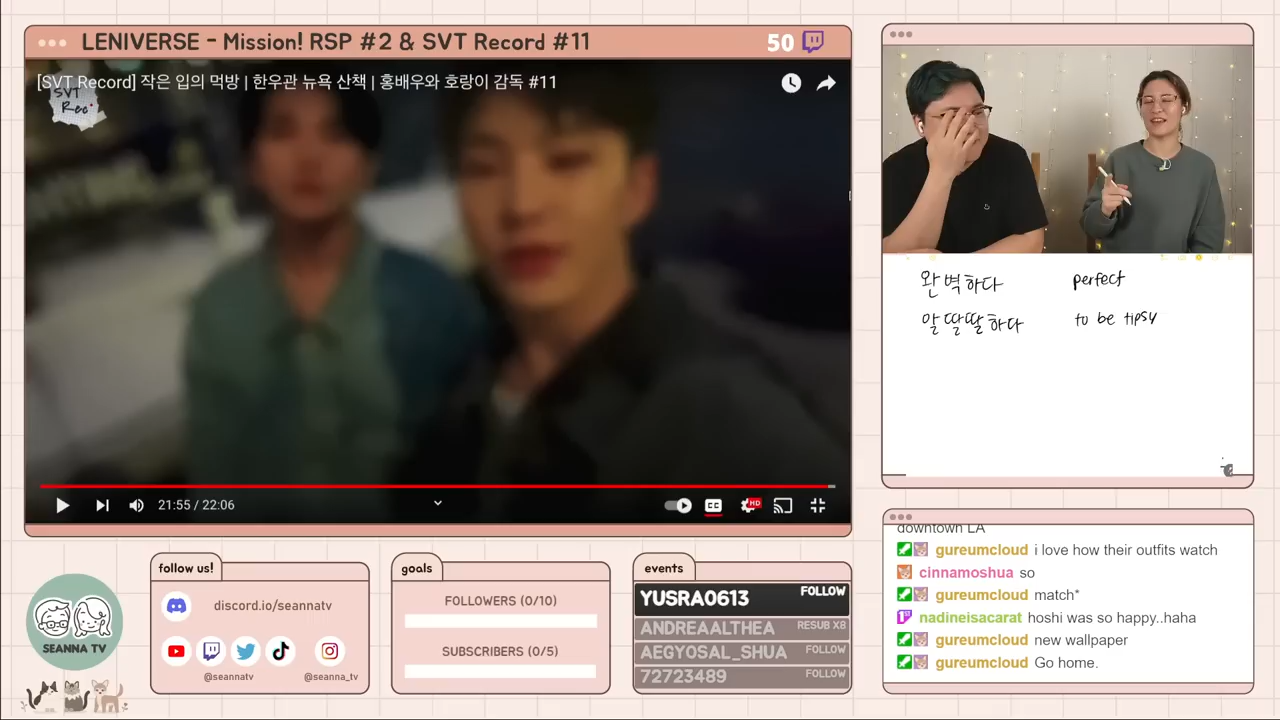 LENIVERSE - Mission! RSP #2 & SVT Record #11
50
[SVT Record] 작은 입의 먹방 | 한우관 뉴욕 산책 | 홍배우와 호랑이 감독 #11
SVT
Rec
21:55 / 22:06
CC
HD
완벽하다 perfect
알딸딸하다 to be tipsy
SEANNA TV
follow us!
discord.io/seannatv
@seannatv
@seanna_tv
goals
FOLLOWERS (0/10)
SUBSCRIBERS (0/5)
events
YUSRA0613 FOLLOW
ANDREAALTHEA RESUB X8
AEGYOSAL_SHUA FOLLOW
72723489 FOLLOW
downtown LA
gureumcloud i love how their outfits watch
cinnamoshua so
gureumcloud match*
nadineisacarat hoshi was so happy..haha
gureumcloud new wallpaper
gureumcloud Go home.